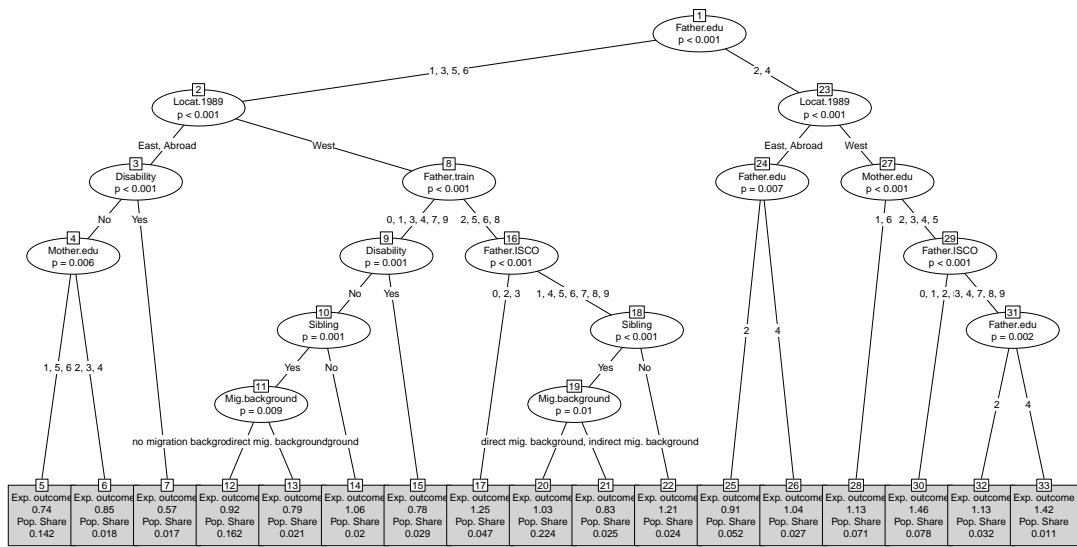 1
Father.edu
p < 0.001
1, 3, 5, 6
2, 4
2
Locat.1989
p < 0.001
23
Locat.1989
p < 0.001
East, Abroad
West
East, Abroad
West
3
Disability
p < 0.001
8
Father.train
p < 0.001
24
Father.edu
p = 0.007
27
Mother.edu
p < 0.001
No
Yes
0, 1, 3, 4, 7, 9
2, 5, 6, 8
1, 6
2, 3, 4, 5
4
Mother.edu
p = 0.006
9
Disability
p = 0.001
16
Father.ISCO
p < 0.001
29
Father.ISCO
p < 0.001
No
Yes
0, 2, 3
1, 4, 5, 6, 7, 8, 9
0, 1, 2, 3, 4, 7, 8, 9
10
Sibling
p = 0.001
18
Sibling
p < 0.001
31
Father.edu
p = 0.002
2
4
1, 5, 6
2, 3, 4
Yes
No
Yes
No
11
Mig.background
p = 0.009
19
Mig.background
p = 0.01
2
4
no migration
direct mig. background
direct mig. background, indirect mig. background
5
Exp. outcome
0.74
Pop. Share
0.142
6
Exp. outcome
0.85
Pop. Share
0.018
7
Exp. outcome
0.57
Pop. Share
0.017
12
Exp. outcome
0.92
Pop. Share
0.162
13
Exp. outcome
0.79
Pop. Share
0.021
14
Exp. outcome
1.06
Pop. Share
0.02
15
Exp. outcome
0.78
Pop. Share
0.029
17
Exp. outcome
1.25
Pop. Share
0.047
20
Exp. outcome
1.03
Pop. Share
0.224
21
Exp. outcome
0.83
Pop. Share
0.025
22
Exp. outcome
1.21
Pop. Share
0.024
25
Exp. outcome
0.91
Pop. Share
0.052
26
Exp. outcome
1.04
Pop. Share
0.027
28
Exp. outcome
1.13
Pop. Share
0.071
30
Exp. outcome
1.46
Pop. Share
0.078
32
Exp. outcome
1.13
Pop. Share
0.032
33
Exp. outcome
1.42
Pop. Share
0.011